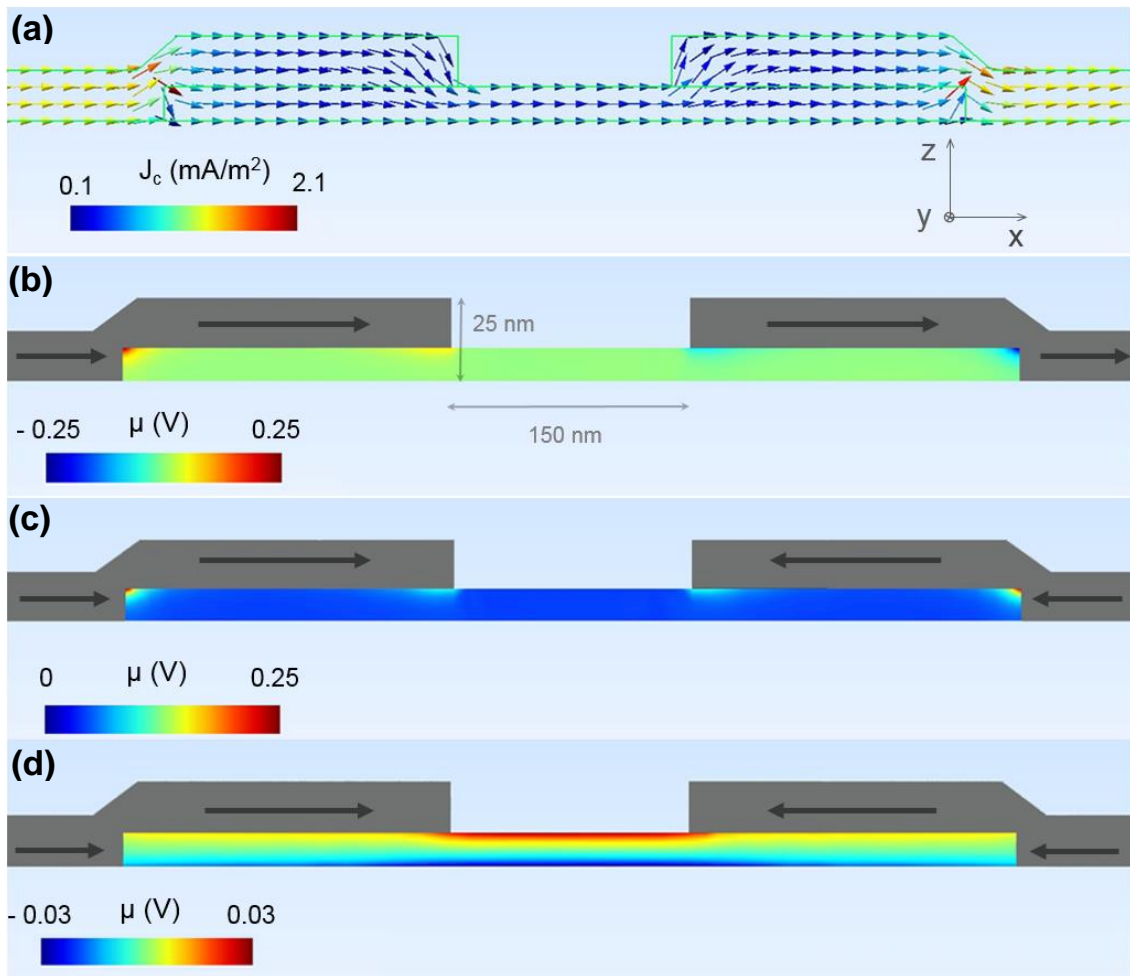 (a)
J_c (mA/m²)
0.1 2.1
z
y
x
(b)
25 nm
150 nm
μ (V)
- 0.25 0.25
(c)
μ (V)
0 0.25
(d)
μ (V)
- 0.03 0.03